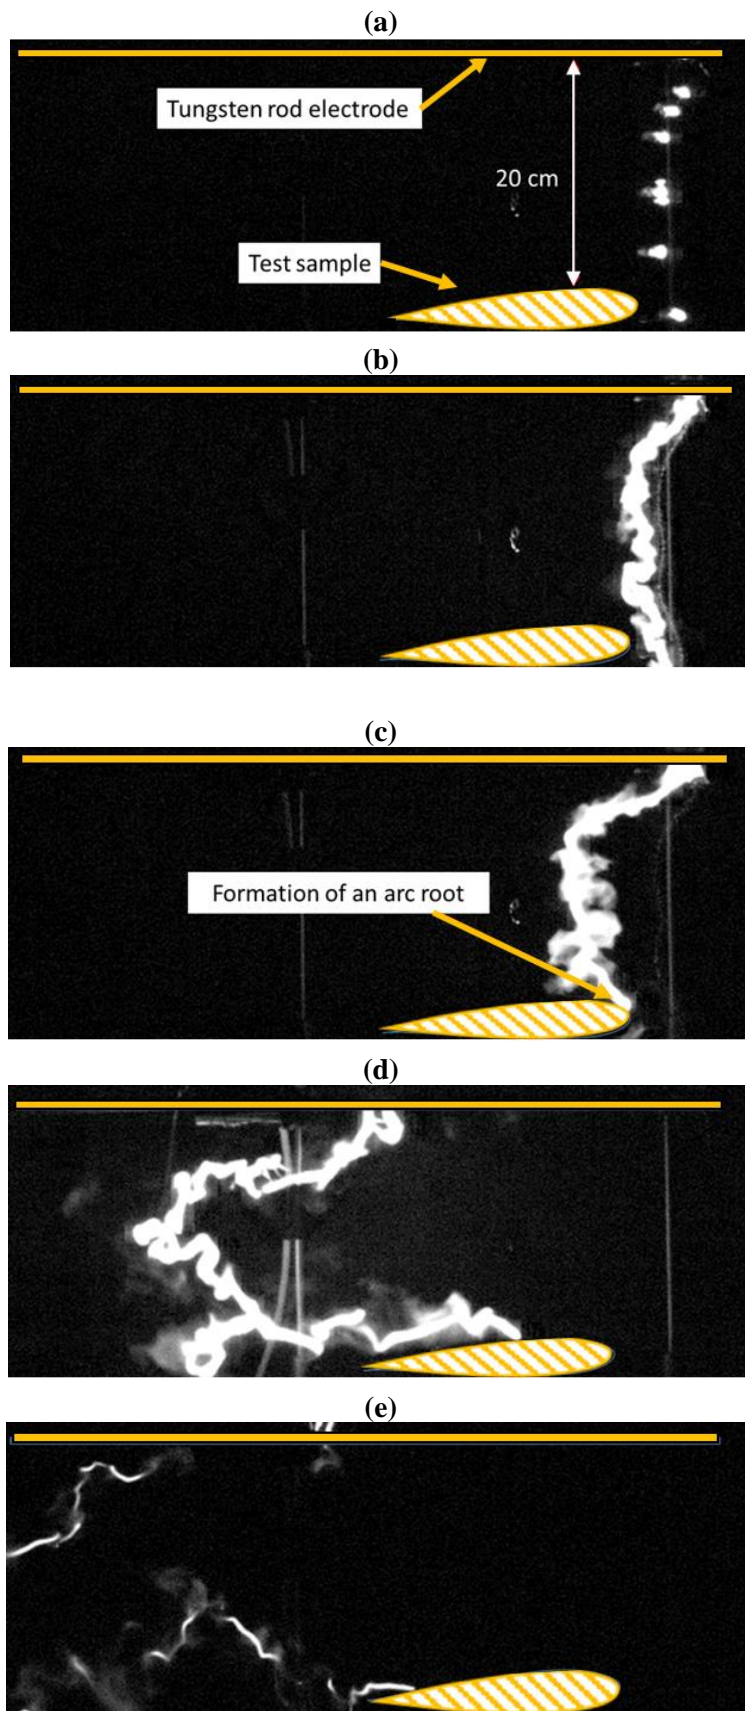 (a)
Tungsten rod electrode
20 cm
Test sample
(b)
(c)
Formation of an arc root
(d)
(e)